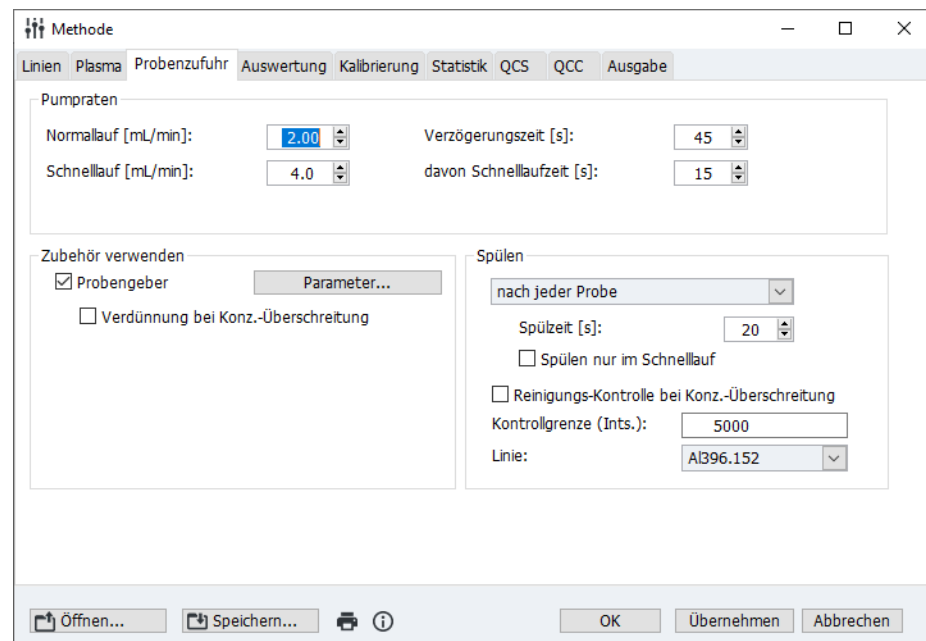 Methode
Linien Plasma Probenzufuhr Auswertung Kalibrierung Statistik QCS QCC Ausgabe
Pumpraten
Normallauf [mL/min]: 2.00 Verzögerungszeit [s]: 45
Schnelllauf [mL/min]: 4.0 davon Schnelllaufzeit [s]: 15
Zubehör verwenden
Probengeber Parameter...
Verdünnung bei Konz.-Überschreitung
Spülen
nach jeder Probe
Spülzeit [s]: 20
Spülen nur im Schnelllauf
Reinigungs-Kontrolle bei Konz.-Überschreitung
Kontrollgrenze (Ints.): 5000
Linie: Al396.152
Öffnen... Speichern... OK Übernehmen Abbrechen